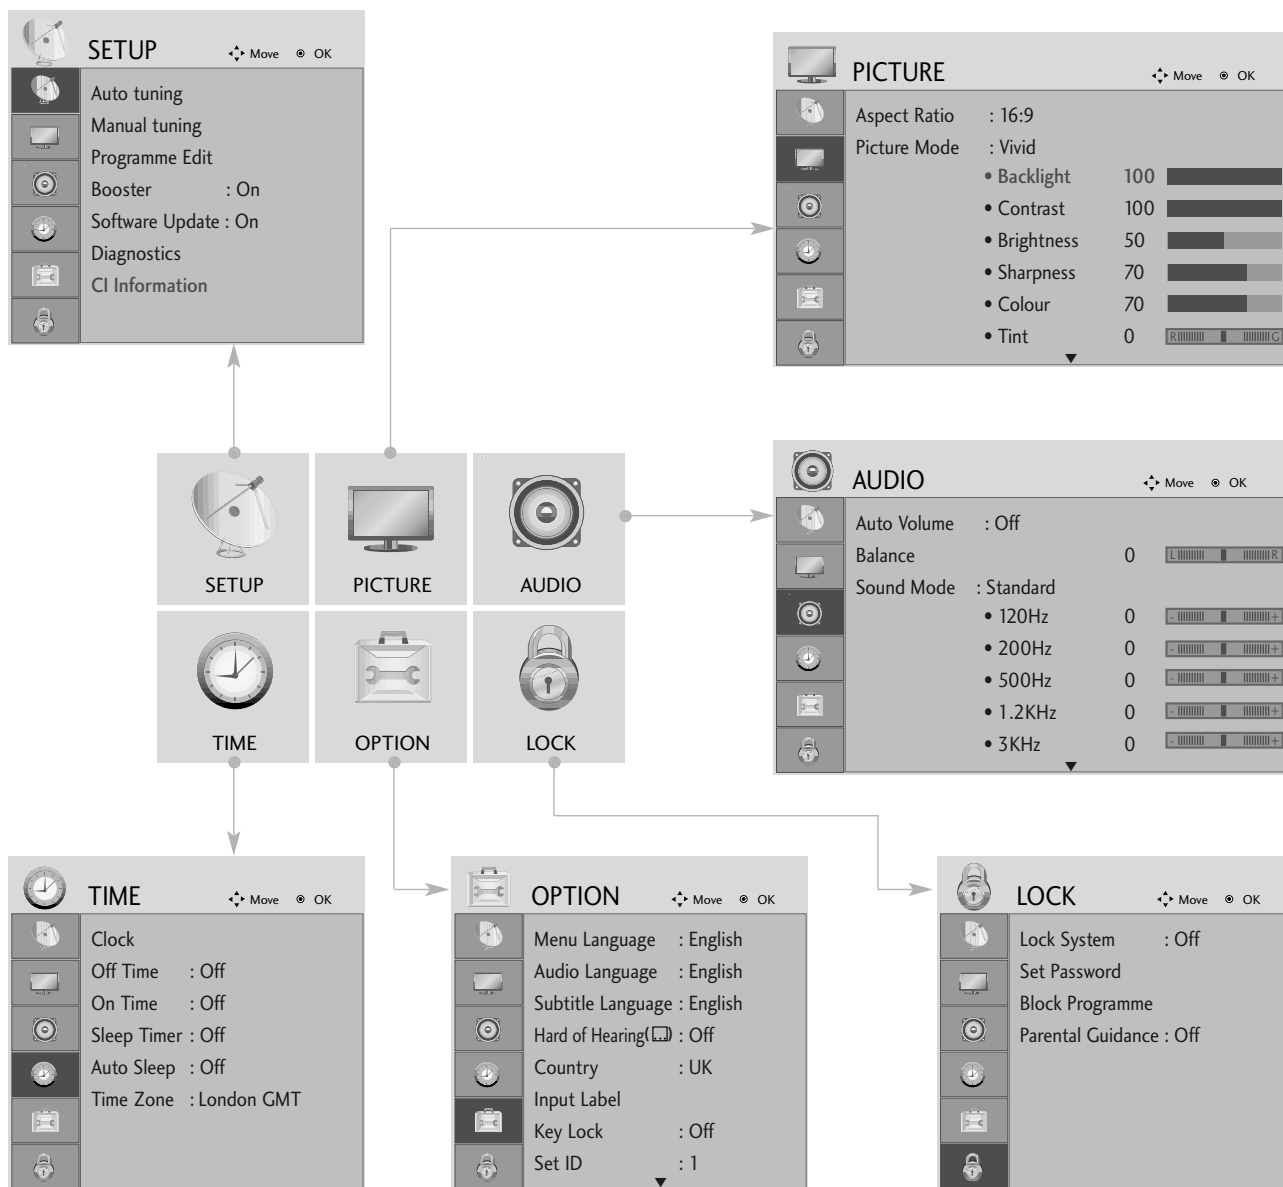 SETUP Move OK
Auto tuning
Manual tuning
Programme Edit
Booster : On
Software Update : On
Diagnostics
CI Information
PICTURE Move OK
Aspect Ratio : 16:9
Picture Mode : Vivid
• Backlight 100
• Contrast 100
• Brightness 50
• Sharpness 70
• Colour 70
• Tint 0 R G
SETUP
PICTURE
AUDIO
TIME
OPTION
LOCK
AUDIO Move OK
Auto Volume : Off
Balance 0 L R
Sound Mode : Standard
• 120Hz 0 - +
• 200Hz 0 - +
• 500Hz 0 - +
• 1.2KHz 0 - +
• 3KHz 0 - +
TIME Move OK
Clock
Off Time : Off
On Time : Off
Sleep Timer : Off
Auto Sleep : Off
Time Zone : London GMT
OPTION Move OK
Menu Language : English
Audio Language : English
Subtitle Language : English
Hard of Hearing( ) : Off
Country : UK
Input Label
Key Lock : Off
Set ID : 1
LOCK Move OK
Lock System : Off
Set Password
Block Programme
Parental Guidance : Off